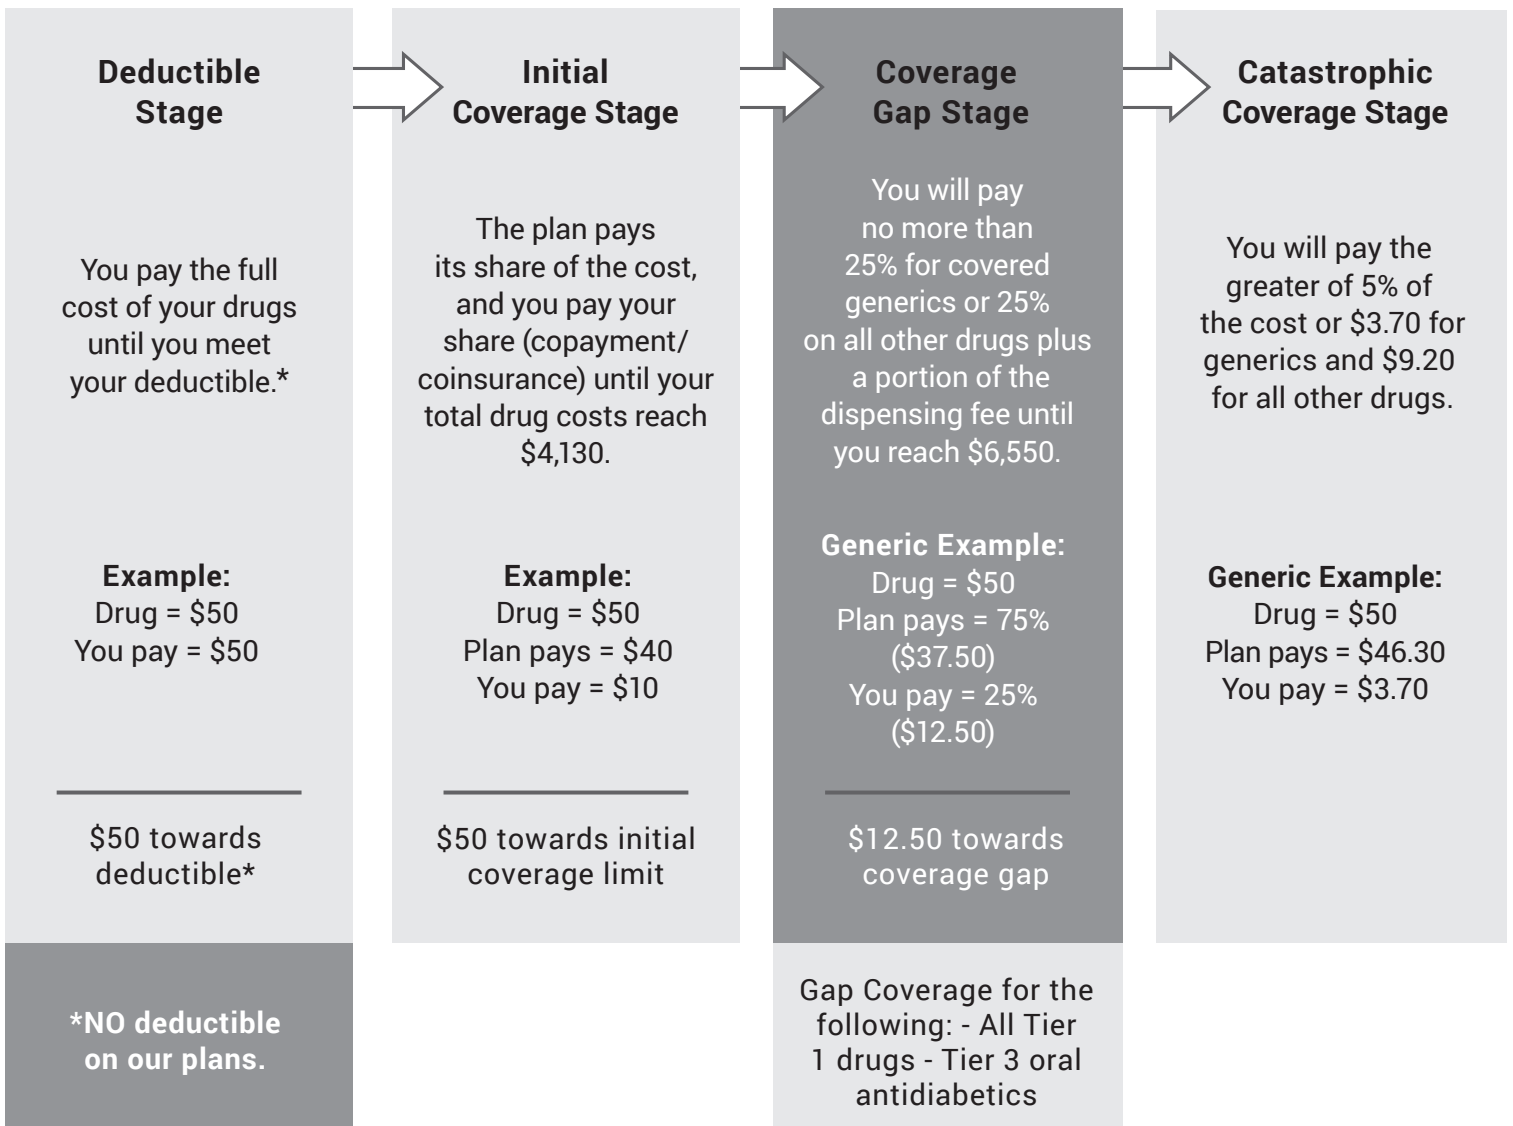 Deductible
Stage
You pay the full
cost of your drugs
until you meet
your deductible.*
Example:
Drug = $50
You pay = $50
$50 towards
deductible*
*NO deductible
on our plans.
Initial
Coverage Stage
The plan pays
its share of the cost,
and you pay your
share (copayment/
coinsurance) until your
total drug costs reach
$4,130.
Example:
Drug = $50
Plan pays = $40
You pay = $10
$50 towards initial
coverage limit
Coverage
Gap Stage
You will pay
no more than
25% for covered
generics or 25%
on all other drugs plus
a portion of the
dispensing fee until
you reach $6,550.
Generic Example:
Drug = $50
Plan pays = 75%
($37.50)
You pay = 25%
($12.50)
$12.50 towards
coverage gap
Gap Coverage for the
following: - All Tier
1 drugs - Tier 3 oral
antidiabetics
Catastrophic
Coverage Stage
You will pay the
greater of 5% of
the cost or $3.70 for
generics and $9.20
for all other drugs.
Generic Example:
Drug = $50
Plan pays = $46.30
You pay = $3.70